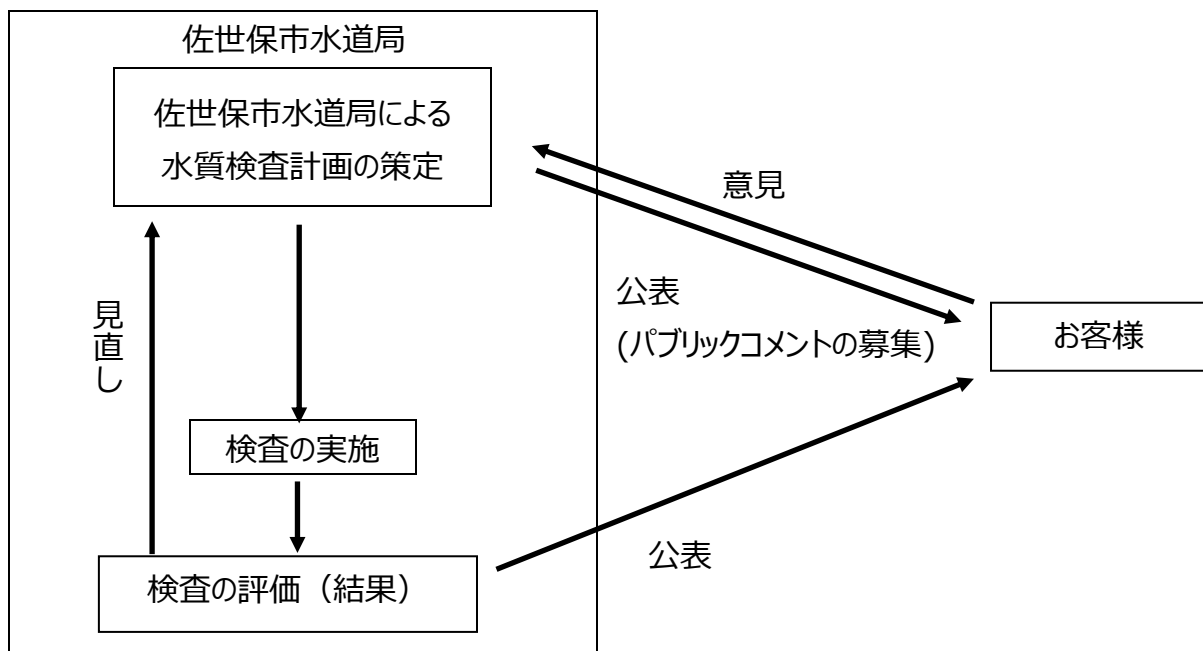 佐世保市水道局
佐世保市水道局による
水質検査計画の策定
意見
公表
(パブリックコメントの募集)
お客様
見直し
検査の実施
検査の評価（結果）
公表